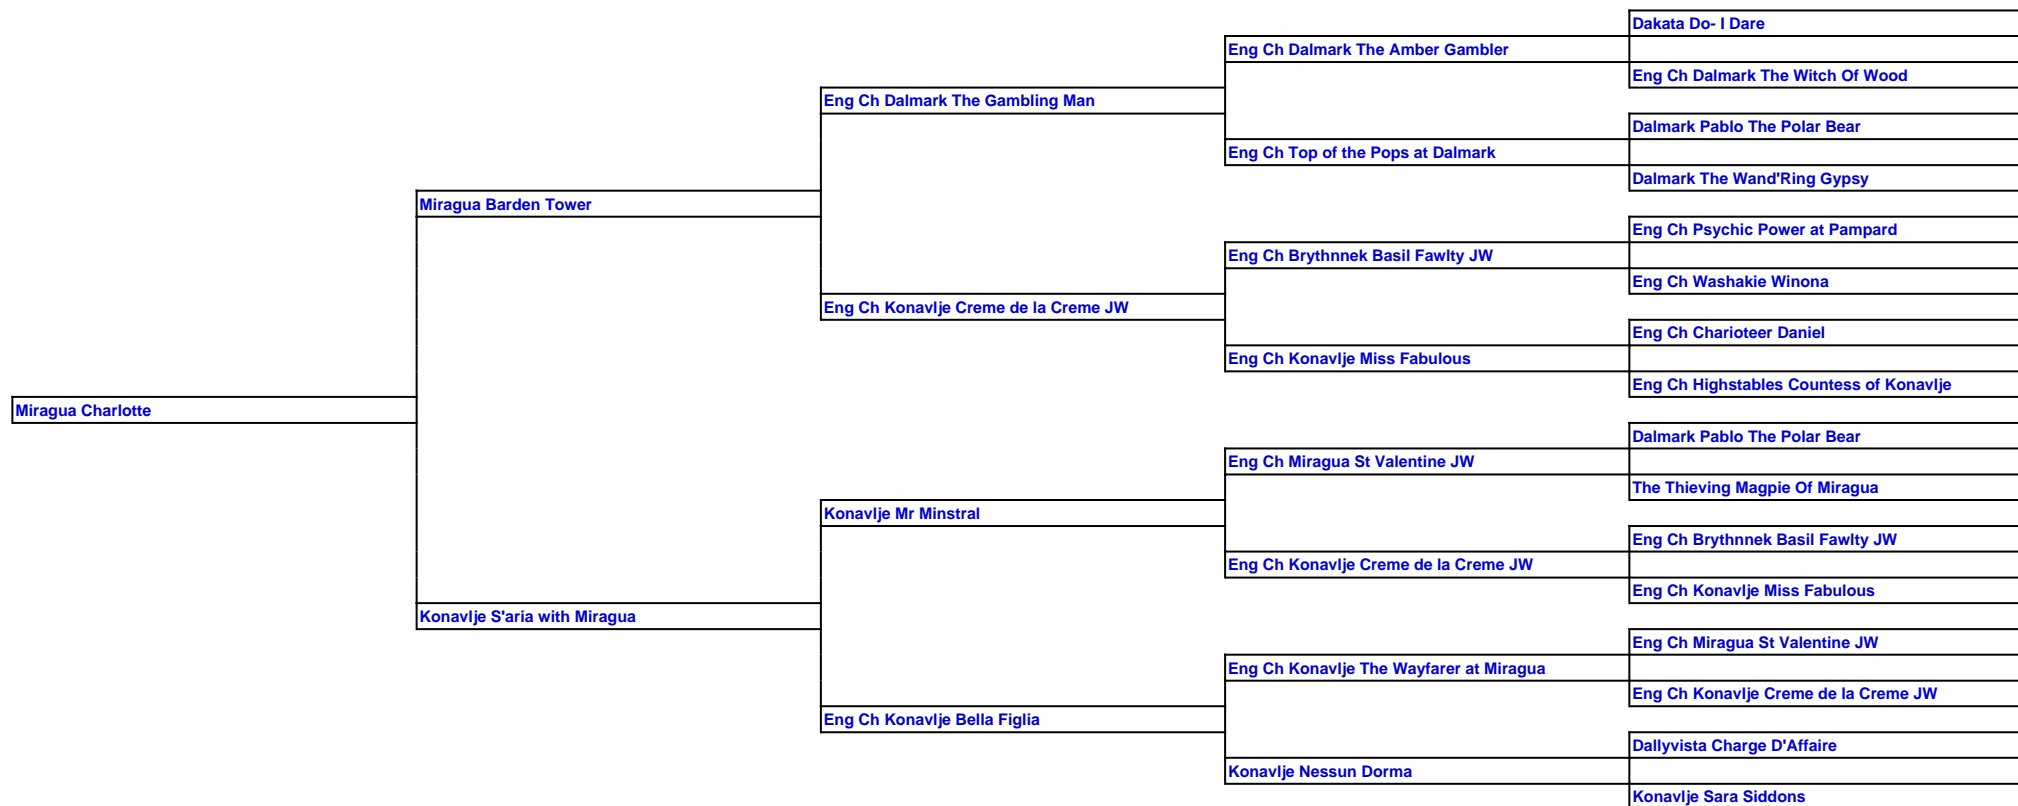 Dakata Do- I Dare
Eng Ch Dalmark The Amber Gambler
Eng Ch Dalmark The Witch Of Wood
Eng Ch Dalmark The Gambling Man
Dalmark Pablo The Polar Bear
Eng Ch Top of the Pops at Dalmark
Dalmark The Wand'Ring Gypsy
Miragua Barden Tower
Eng Ch Psychic Power at Pampard
Eng Ch Brythnnek Basil Fawlty JW
Eng Ch Washakie Winona
Eng Ch Konavlje Creme de la Creme JW
Eng Ch Charioteer Daniel
Eng Ch Konavlje Miss Fabulous
Eng Ch Highstables Countess of Konavlje
Miragua Charlotte
Dalmark Pablo The Polar Bear
Eng Ch Miragua St Valentine JW
The Thieving Magpie Of Miragua
Konavlje Mr Minstral
Eng Ch Brythnnek Basil Fawlty JW
Eng Ch Konavlje Creme de la Creme JW
Eng Ch Konavlje Miss Fabulous
Konavlje S'aria with Miragua
Eng Ch Miragua St Valentine JW
Eng Ch Konavlje The Wayfarer at Miragua
Eng Ch Konavlje Creme de la Creme JW
Eng Ch Konavlje Bella Figlia
Dallyvista Charge D'Affaire
Konavlje Nessun Dorma
Konavlje Sara Siddons